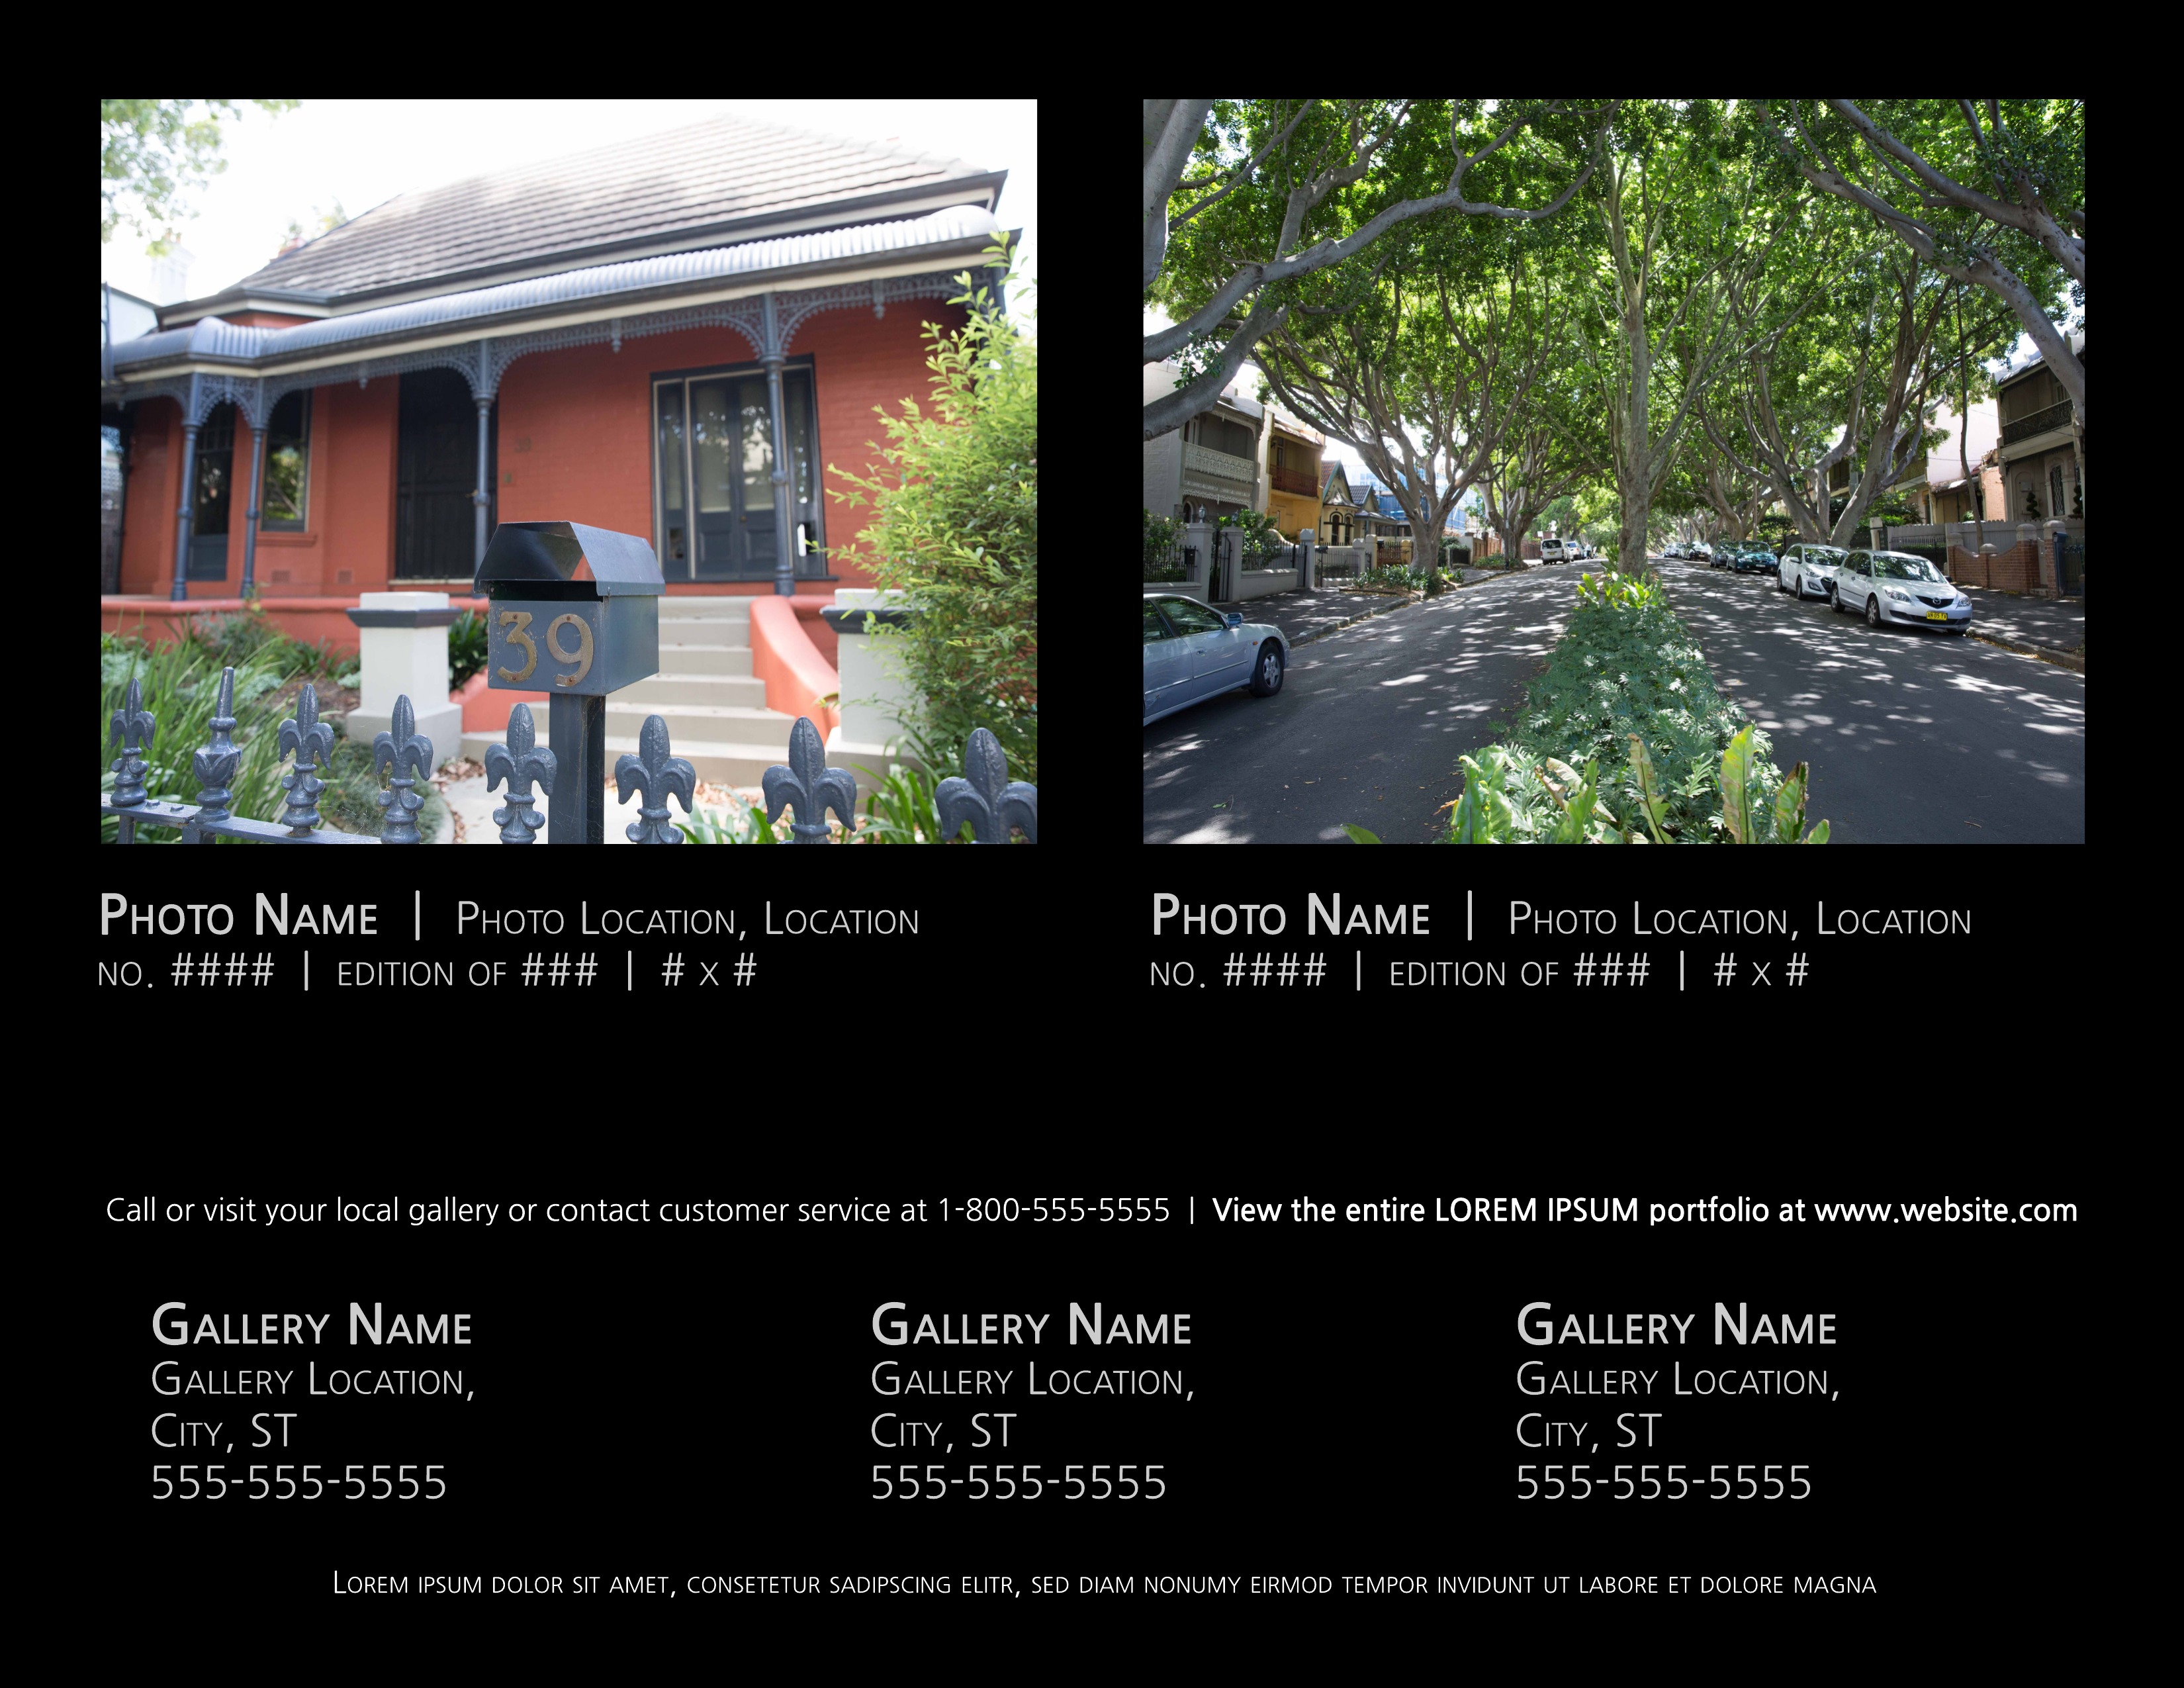 39
Photo Name | Photo Location, Location
no. #### | edition of ### | # x #
Photo Name | Photo Location, Location
no. #### | edition of ### | # x #
Call or visit your local gallery or contact customer service at 1-800-555-5555 | View the entire LOREM IPSUM portfolio at www.website.com
Gallery Name
Gallery Location,
City, ST
555-555-5555
Gallery Name
Gallery Location,
City, ST
555-555-5555
Gallery Name
Gallery Location,
City, ST
555-555-5555
Lorem ipsum dolor sit amet, consetetur sadipscing elitr, sed diam nonumy eirmod tempor invidunt ut labore et dolore magna